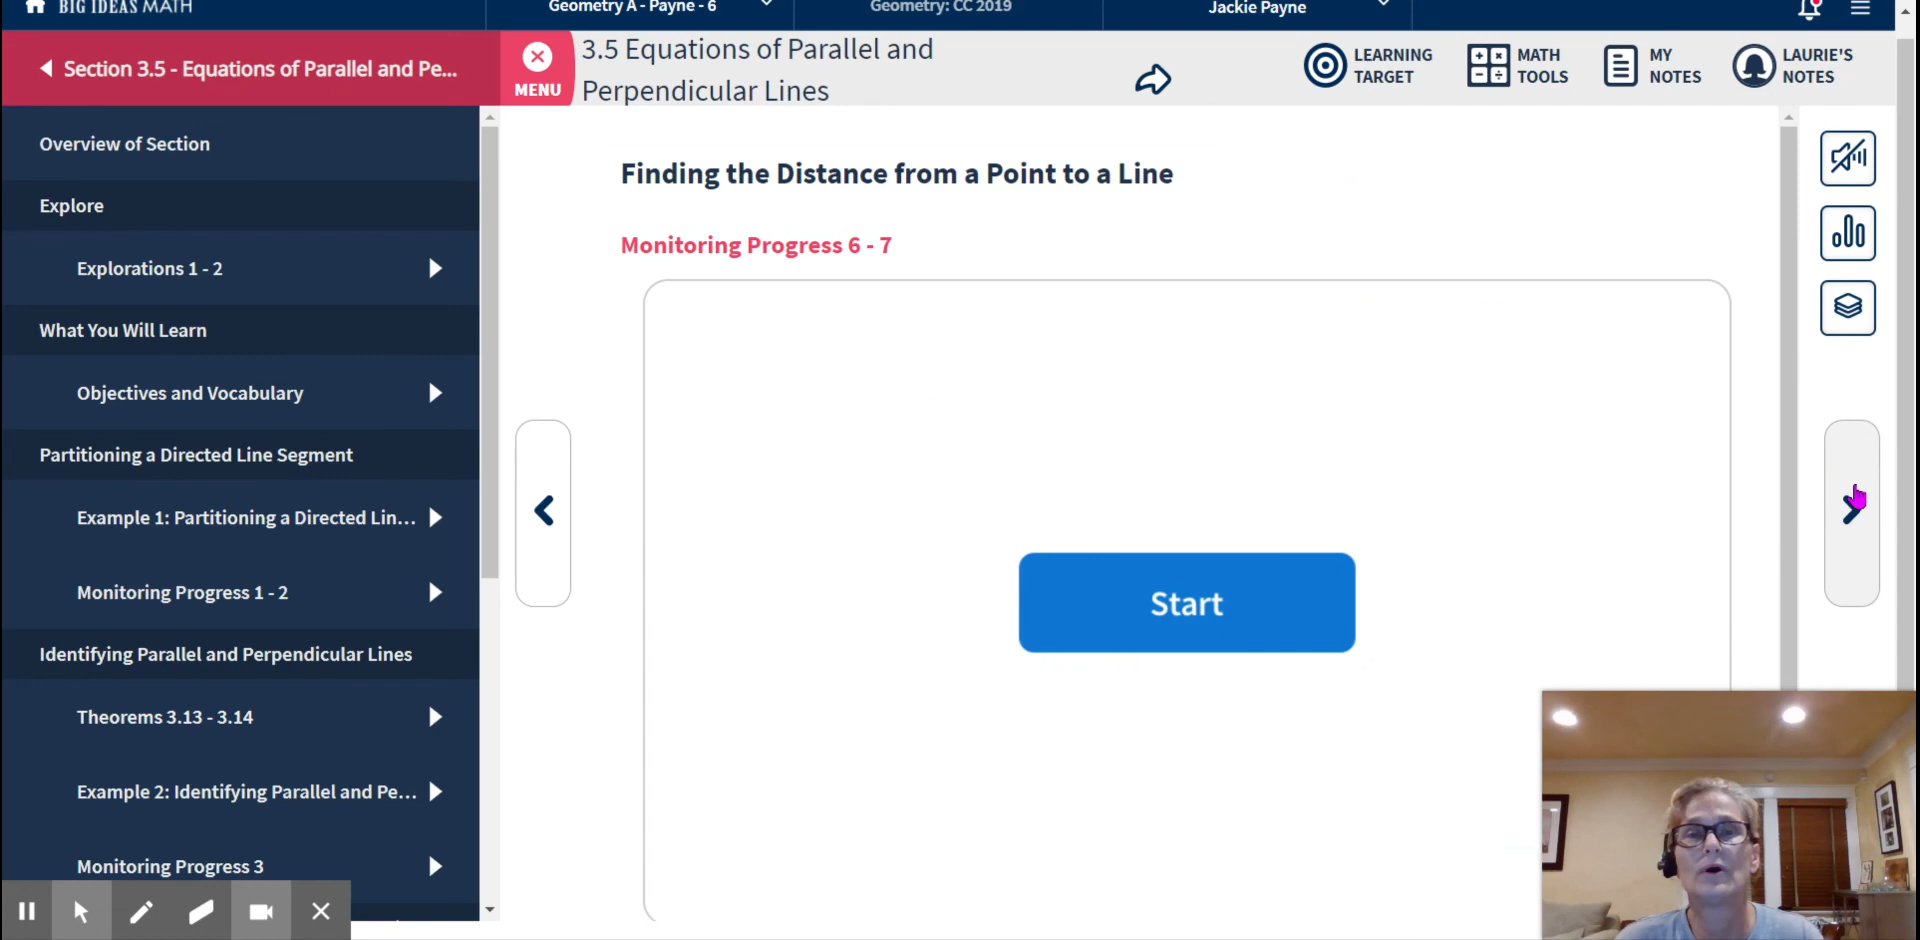 BIG IDEAS MATH
Geometry A - Payne - 6
Geometry: CC 2019
Jackie Payne
Section 3.5 - Equations of Parallel and Pe...
MENU
3.5 Equations of Parallel and
Perpendicular Lines
LEARNING
TARGET
MATH
TOOLS
MY
NOTES
LAURIE'S
NOTES
Overview of Section
Explore
Explorations 1 - 2
What You Will Learn
Objectives and Vocabulary
Partitioning a Directed Line Segment
Example 1: Partitioning a Directed Lin...
Monitoring Progress 1 - 2
Identifying Parallel and Perpendicular Lines
Theorems 3.13 - 3.14
Example 2: Identifying Parallel and Pe...
Monitoring Progress 3
Finding the Distance from a Point to a Line
Monitoring Progress 6 - 7
Start